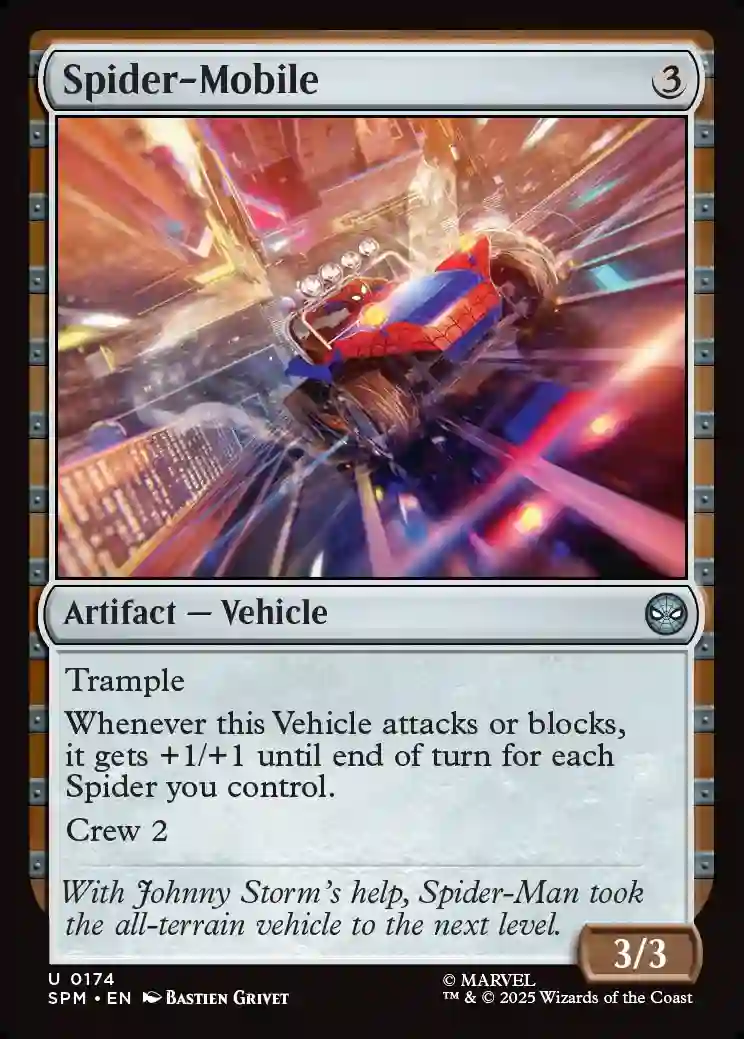 Spider-Mobile 3
Artifact — Vehicle
Trample
Whenever this Vehicle attacks or blocks,
it gets +1/+1 until end of turn for each
Spider you control.
Crew 2
With Johnny Storm's help, Spider-Man took
the all-terrain vehicle to the next level.
3/3
U 0174
SPM • EN Bastien Grivet
© MARVEL
™ & © 2025 Wizards of the Coast